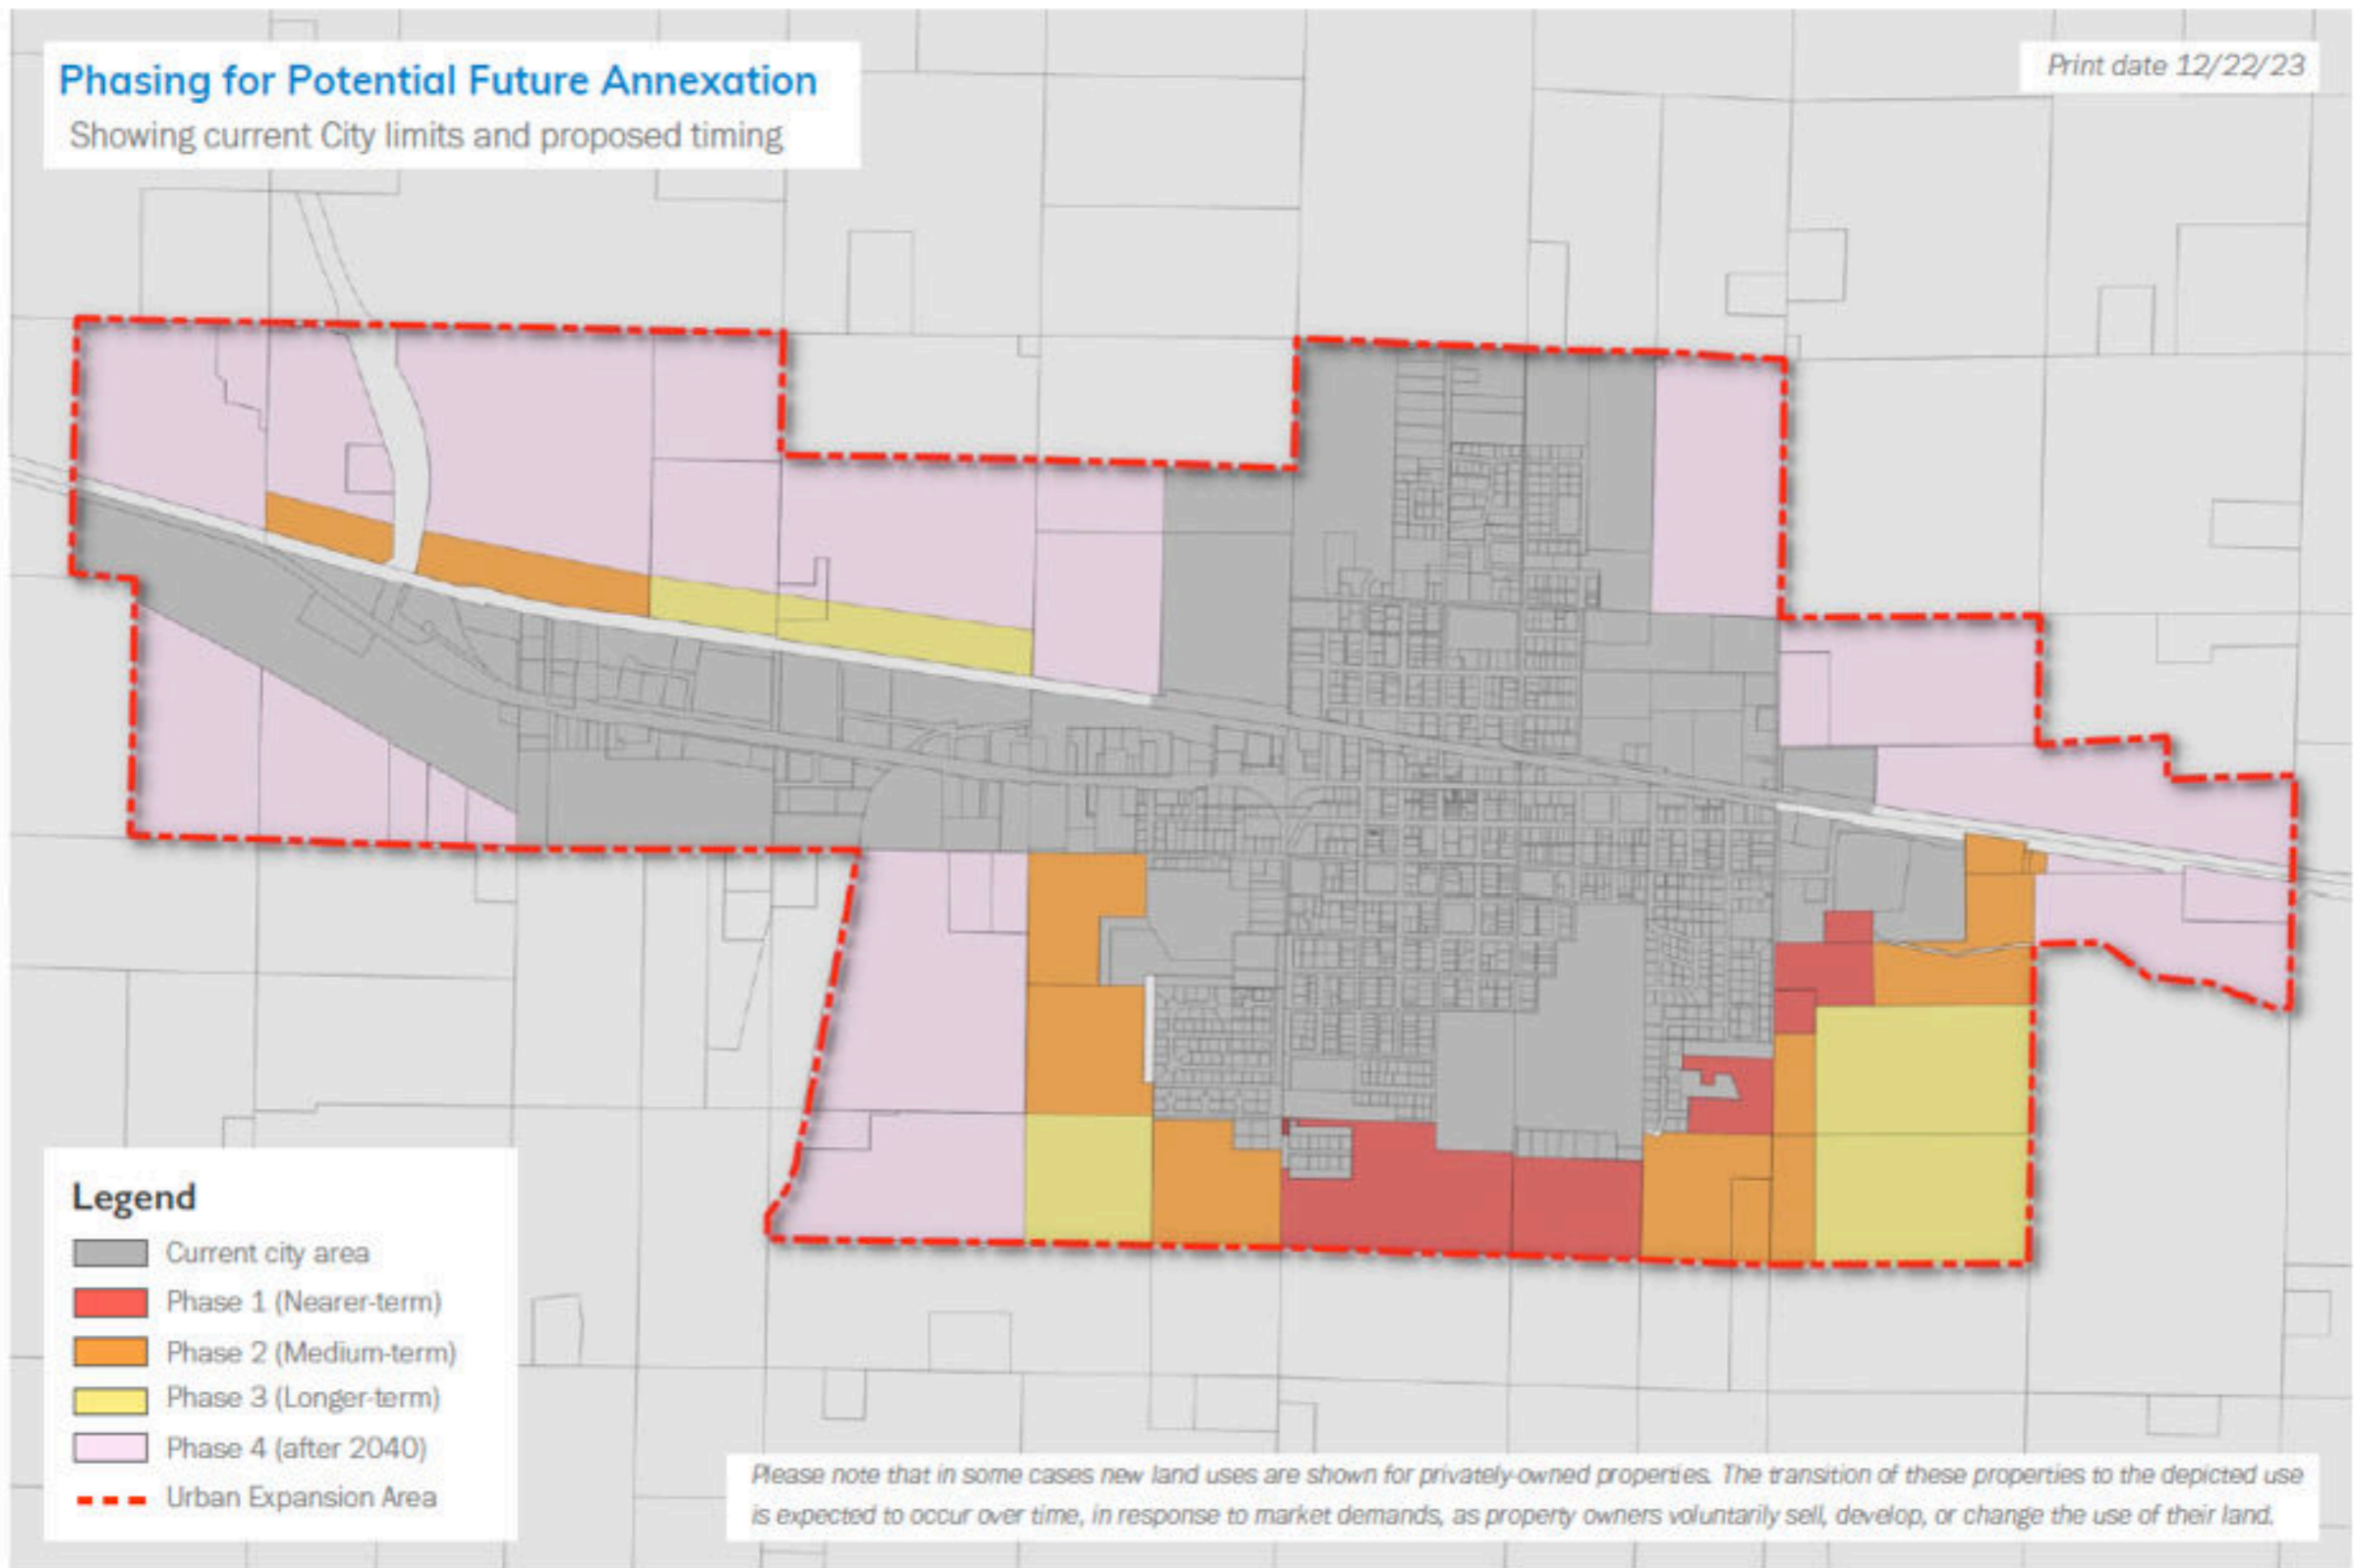 Phasing for Potential Future Annexation
Showing current City limits and proposed timing
Print date 12/22/23
Legend
Current city area
Phase 1 (Nearer-term)
Phase 2 (Medium-term)
Phase 3 (Longer-term)
Phase 4 (after 2040)
Urban Expansion Area
Please note that in some cases new land uses are shown for privately-owned properties. The transition of these properties to the depicted use
is expected to occur over time, in response to market demands, as property owners voluntarily sell, develop, or change the use of their land.